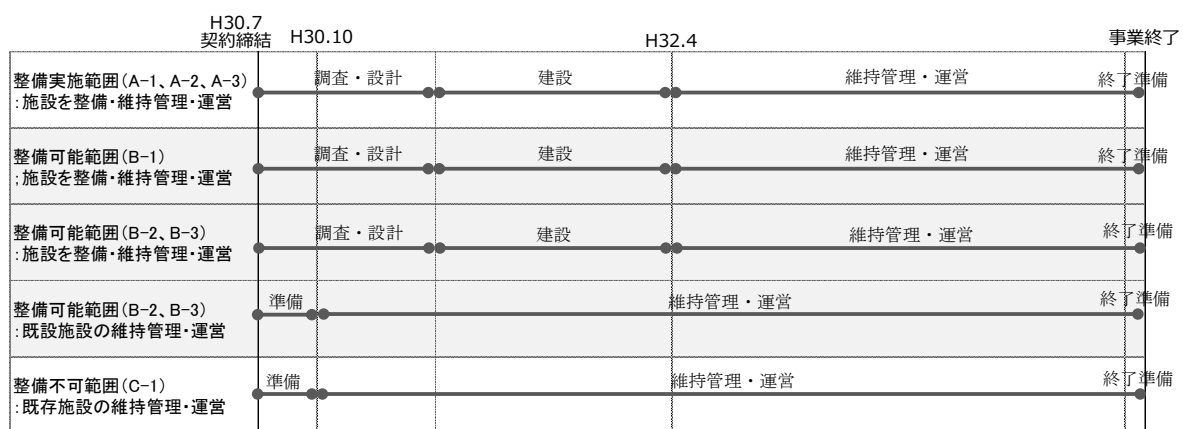 H30.7
契約締結
H30.10
H32.4
事業終了
整備実施範囲(A-1、A-2、A-3)
:施設を整備・維持管理・運営
調査・設計
建設
維持管理・運営
終了準備
整備可能範囲(B-1)
;施設を整備・維持管理・運営
調査・設計
建設
維持管理・運営
終了準備
整備可能範囲(B-2、B-3)
:施設を整備・維持管理・運営
調査・設計
建設
維持管理・運営
終了準備
整備可能範囲(B-2、B-3)
:既設施設の維持管理・運営
準備
維持管理・運営
終了準備
整備不可範囲(C-1)
:既存施設の維持管理・運営
準備
維持管理・運営
終了準備